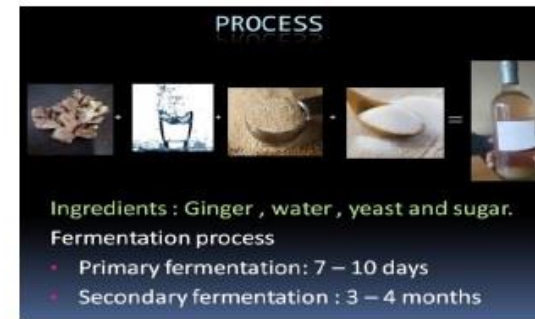 PROCESS
Ingredients : Ginger , water , yeast and sugar.
Fermentation process
• Primary fermentation: 7 – 10 days
• Secondary fermentation : 3 – 4 months